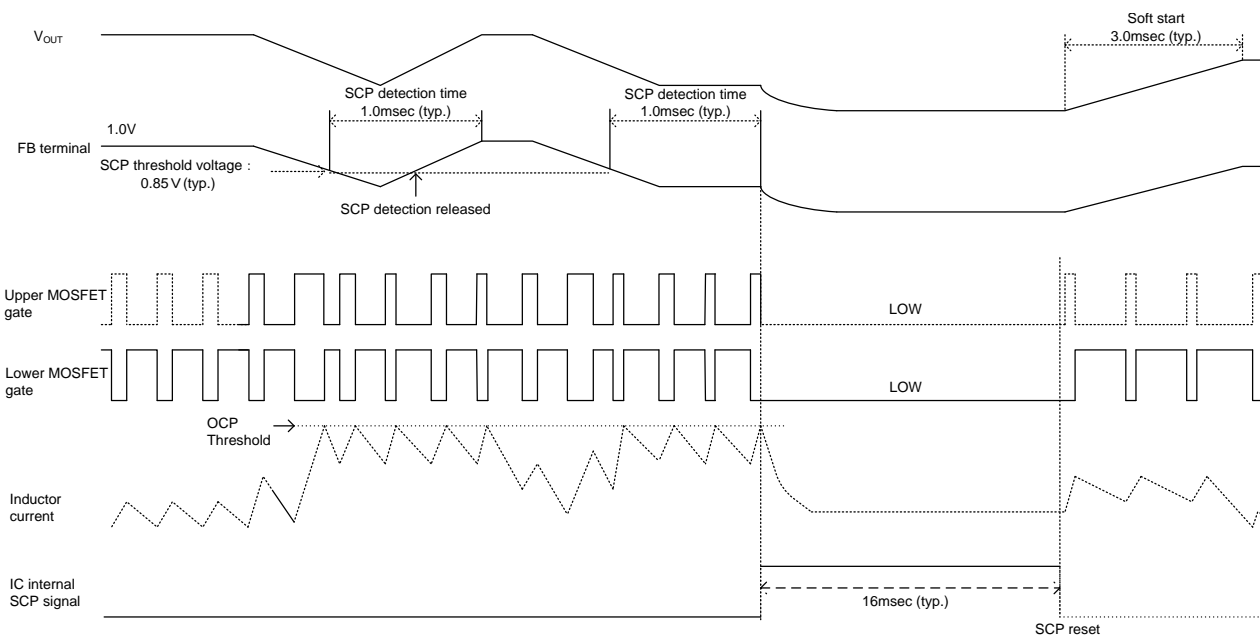 Soft start
3.0msec (typ.)
VOUT
SCP detection time
1.0msec (typ.)
SCP detection time
1.0msec (typ.)
1.0V
FB terminal
SCP threshold voltage :
0.85 V (typ.)
SCP detection released
Upper MOSFET
gate
LOW
Lower MOSFET
gate
LOW
OCP
Threshold
Inductor
current
IC internal
SCP signal
16msec (typ.)
SCP reset